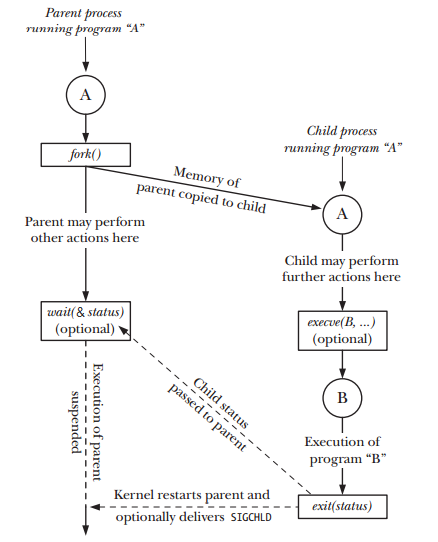 Parent process
running program “A”
A
fork()
Memory of
parent copied to child
Child process
running program “A”
A
Parent may perform
other actions here
Child may perform
further actions here
wait(& status)
(optional)
execve(B, ...)
(optional)
B
Execution of parent
suspended
Child status
passed to parent
Execution of
program “B”
Kernel restarts parent and
optionally delivers SIGCHLD
exit(status)